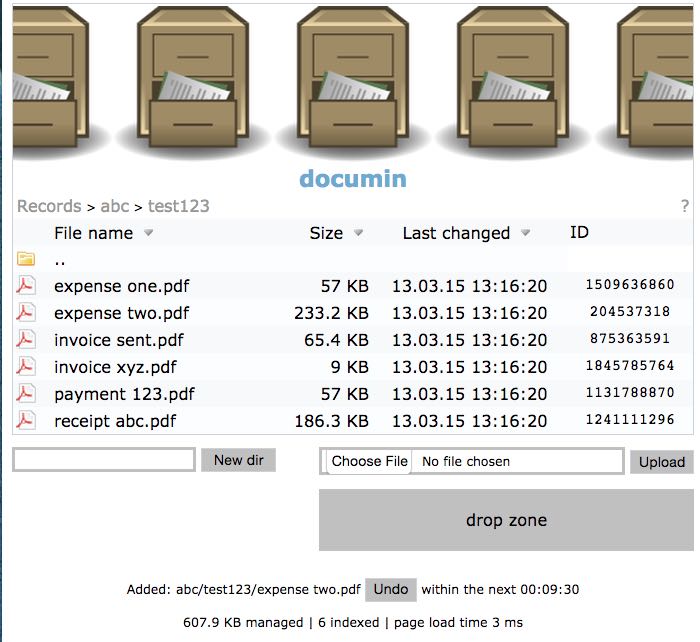 documin
Records > abc > test123 ?
File name Size Last changed ID
..
expense one.pdf 57 KB 13.03.15 13:16:20 1509636860
expense two.pdf 233.2 KB 13.03.15 13:16:20 204537318
invoice sent.pdf 65.4 KB 13.03.15 13:16:20 875363591
invoice xyz.pdf 9 KB 13.03.15 13:16:20 1845785764
payment 123.pdf 57 KB 13.03.15 13:16:20 1131788870
receipt abc.pdf 186.3 KB 13.03.15 13:16:20 1241111296
New dir Choose File No file chosen Upload
drop zone
Added: abc/test123/expense two.pdf Undo within the next 00:09:30
607.9 KB managed | 6 indexed | page load time 3 ms